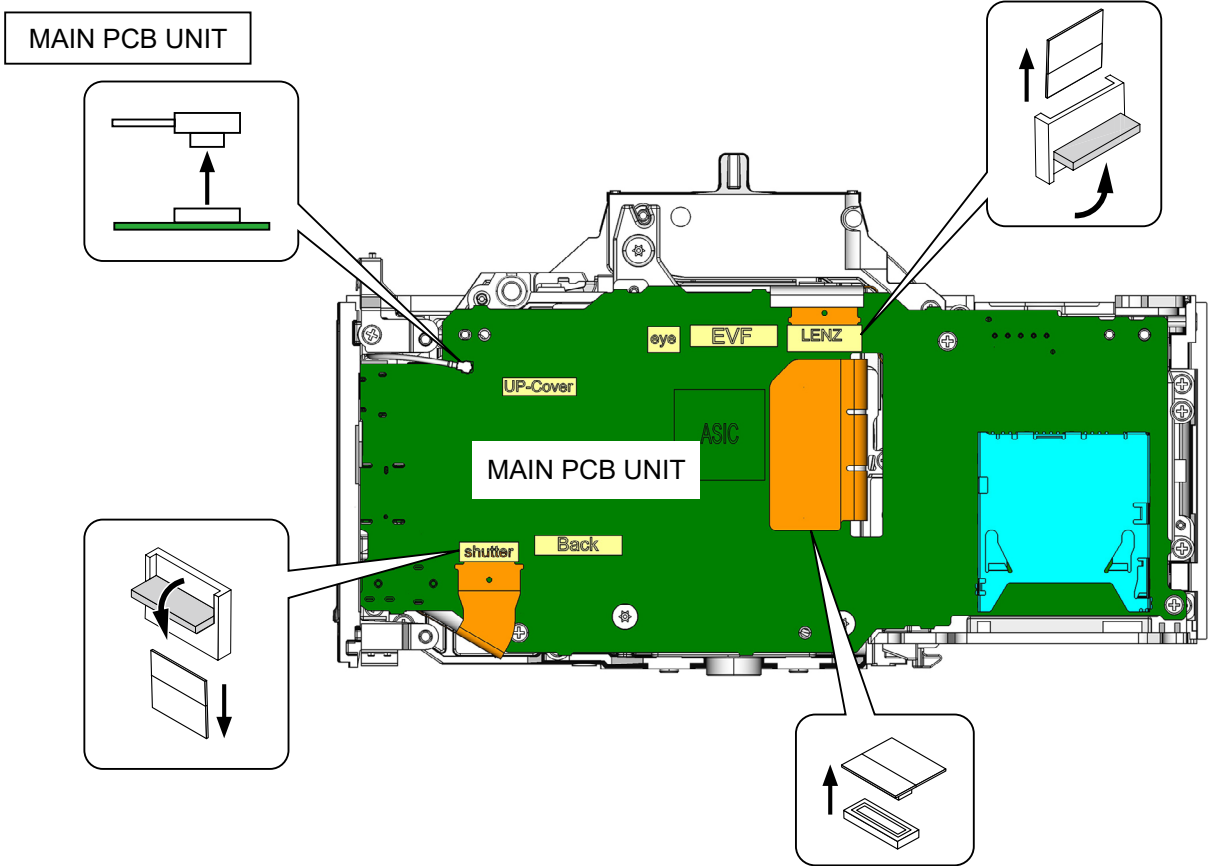 MAIN PCB UNIT
eye
EVF
LENZ
UP-Cover
ASIC
MAIN PCB UNIT
shutter
Back